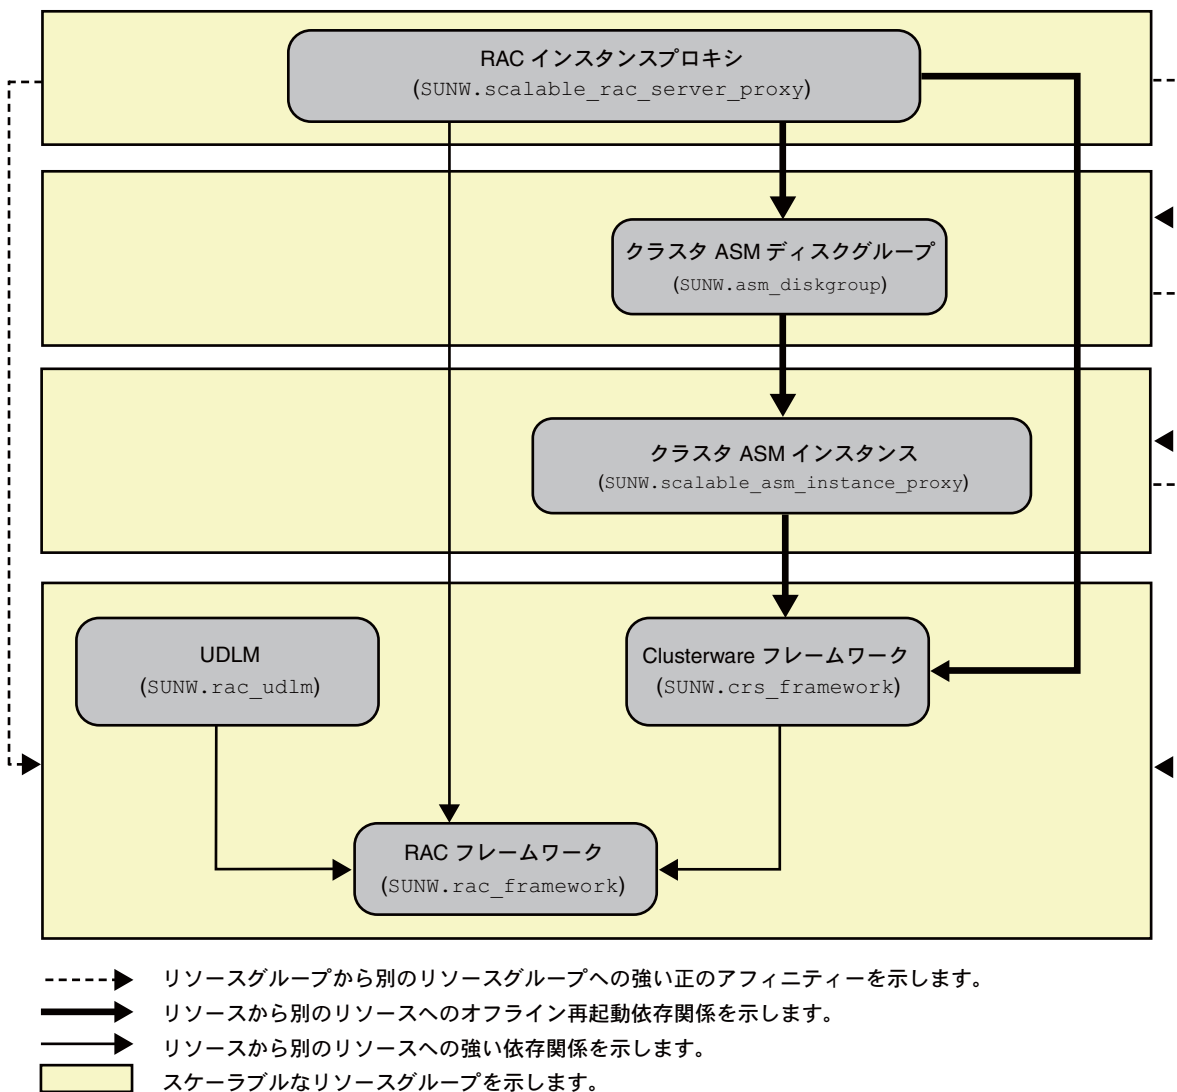 RAC インスタンスプロキシ
(SUNW.scalable_rac_server_proxy)
クラスタ ASM ディスクグループ
(SUNW.asm_diskgroup)
クラスタ ASM インスタンス
(SUNW.scalable_asm_instance_proxy)
UDLM
(SUNW.rac_udlm)
Clusterware フレームワーク
(SUNW.crs_framework)
RAC フレームワーク
(SUNW.rac_framework)
リソースグループから別のリソースグループへの強い正のアフィニティーを示します。
リソースから別のリソースへのオフライン再起動依存関係を示します。
リソースから別のリソースへの強い依存関係を示します。
スケーラブルなリソースグループを示します。